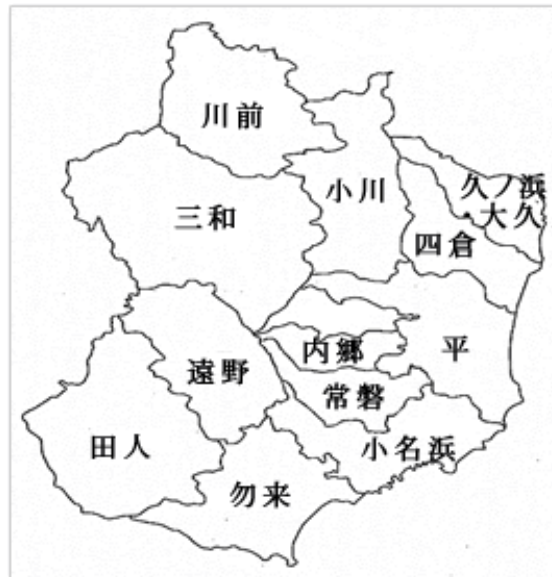 川前
小川
久ノ浜
・大久
三和
四倉
内郷
平
遠野
常磐
田人
小名浜
勿来